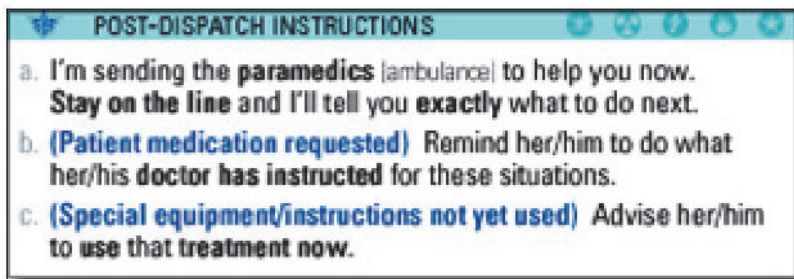 POST-DISPATCH INSTRUCTIONS
a. I'm sending the paramedics |ambulance| to help you now.
Stay on the line and I'll tell you exactly what to do next.
b. (Patient medication requested) Remind her/him to do what
her/his doctor has instructed for these situations.
c. (Special equipment/instructions not yet used) Advise her/him
to use that treatment now.